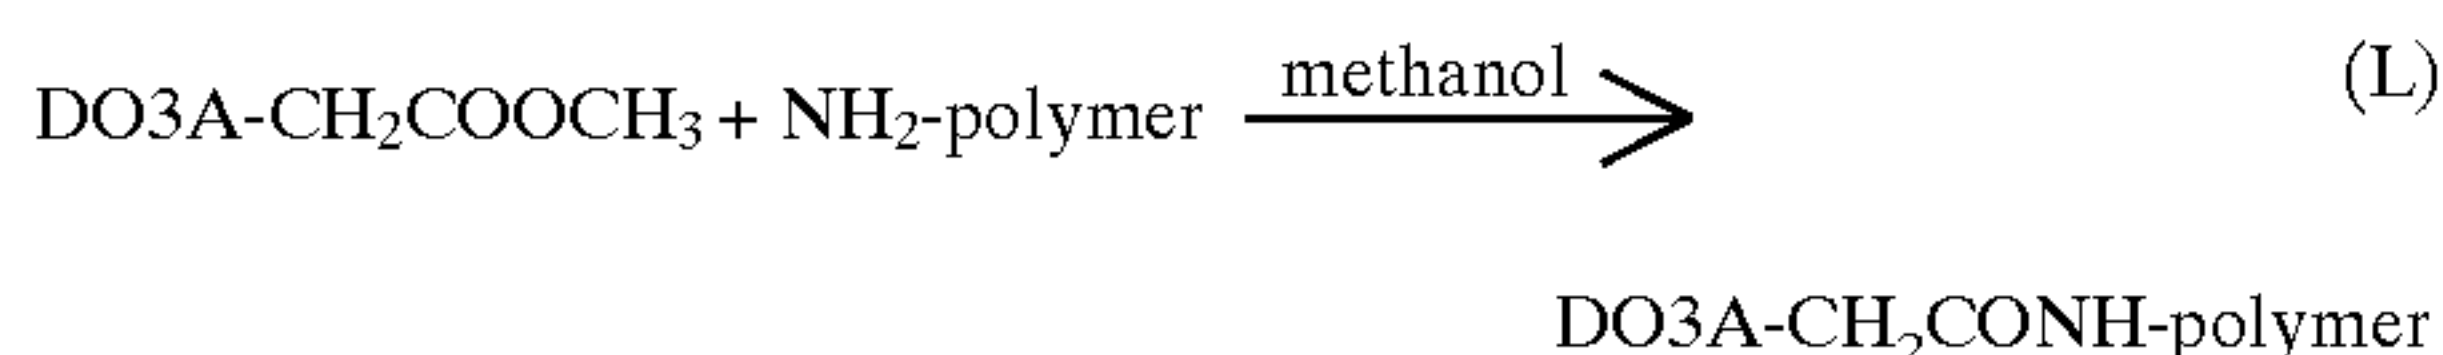 DO3A-CH₂COOCH₃ + NH₂-polymer methanol (L)
DO3A-CH₂CONH-polymer